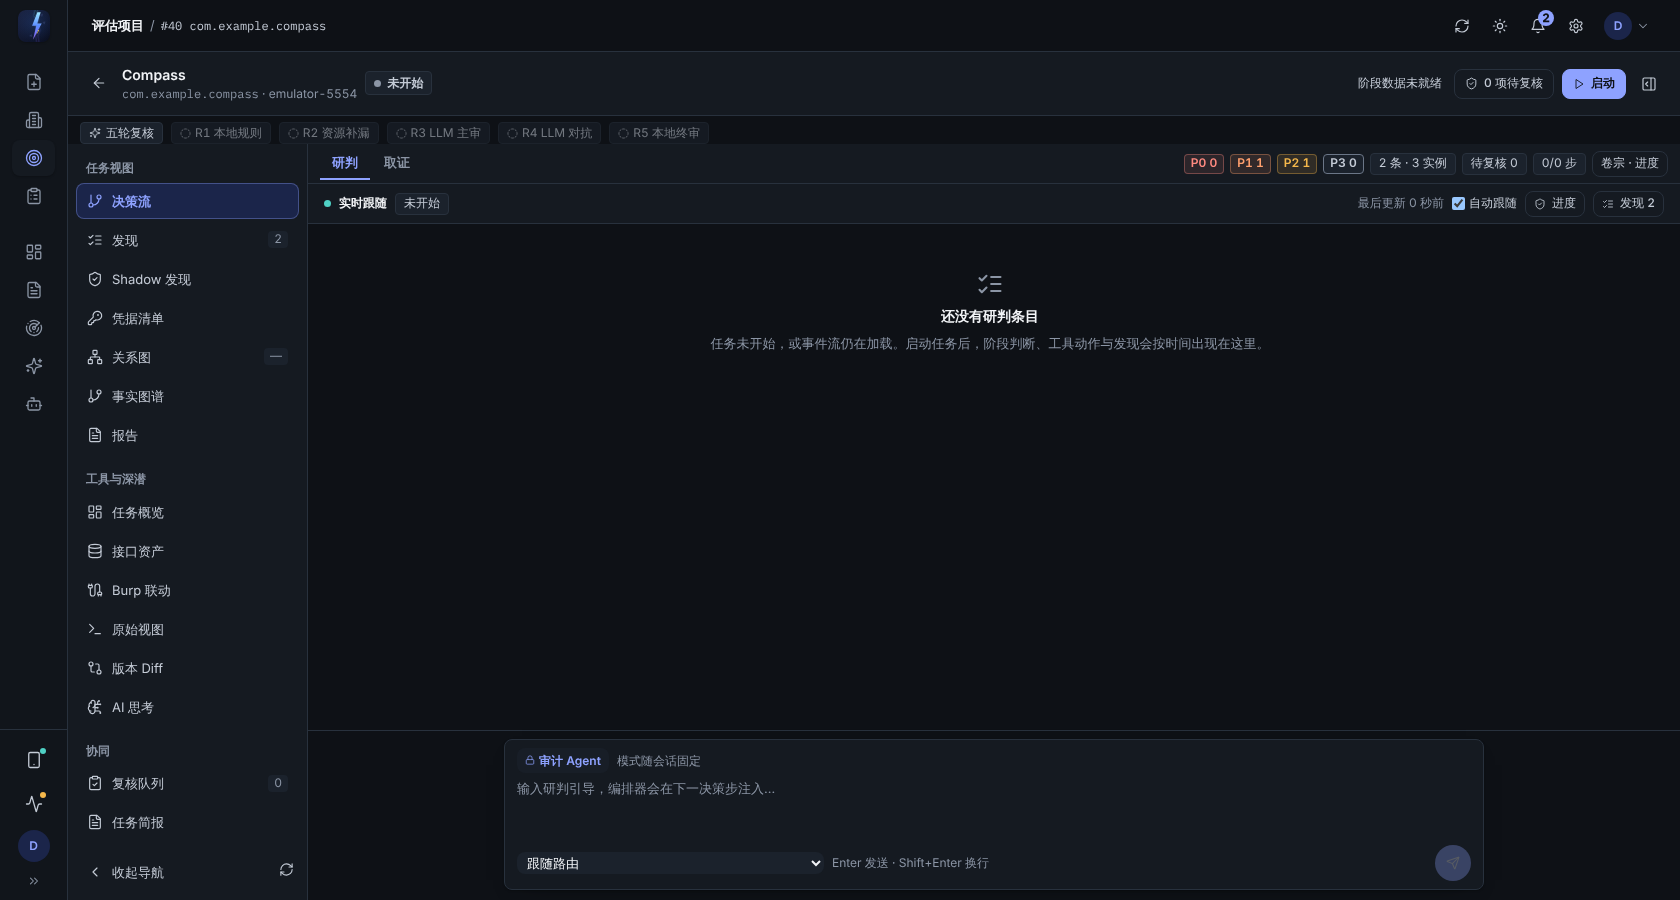 评估项目 / #40 com.example.compass
2
D
Compass
com.example.compass · emulator-5554
未开始
阶段数据未就绪
0 项待复核
启动
五轮复核
R1 本地规则
R2 资源补漏
R3 LLM 主审
R4 LLM 对抗
R5 本地终审
任务视图
决策流
发现 2
Shadow 发现
凭据清单
关系图 —
事实图谱
报告
工具与深潜
任务概览
接口资产
Burp 联动
原始视图
版本 Diff
AI 思考
协同
复核队列 0
任务简报
收起导航
D
研判
取证
P0 0
P1 1
P2 1
P3 0
2 条 · 3 实例
待复核 0
0/0 步
卷宗 · 进度
实时跟随
未开始
最后更新 0 秒前
自动跟随
进度
发现 2
还没有研判条目
任务未开始，或事件流仍在加载。启动任务后，阶段判断、工具动作与发现会按时间出现在这里。
审计 Agent
模式随会话固定
输入研判引导，编排器会在下一决策步注入...
跟随路由
Enter 发送 · Shift+Enter 换行